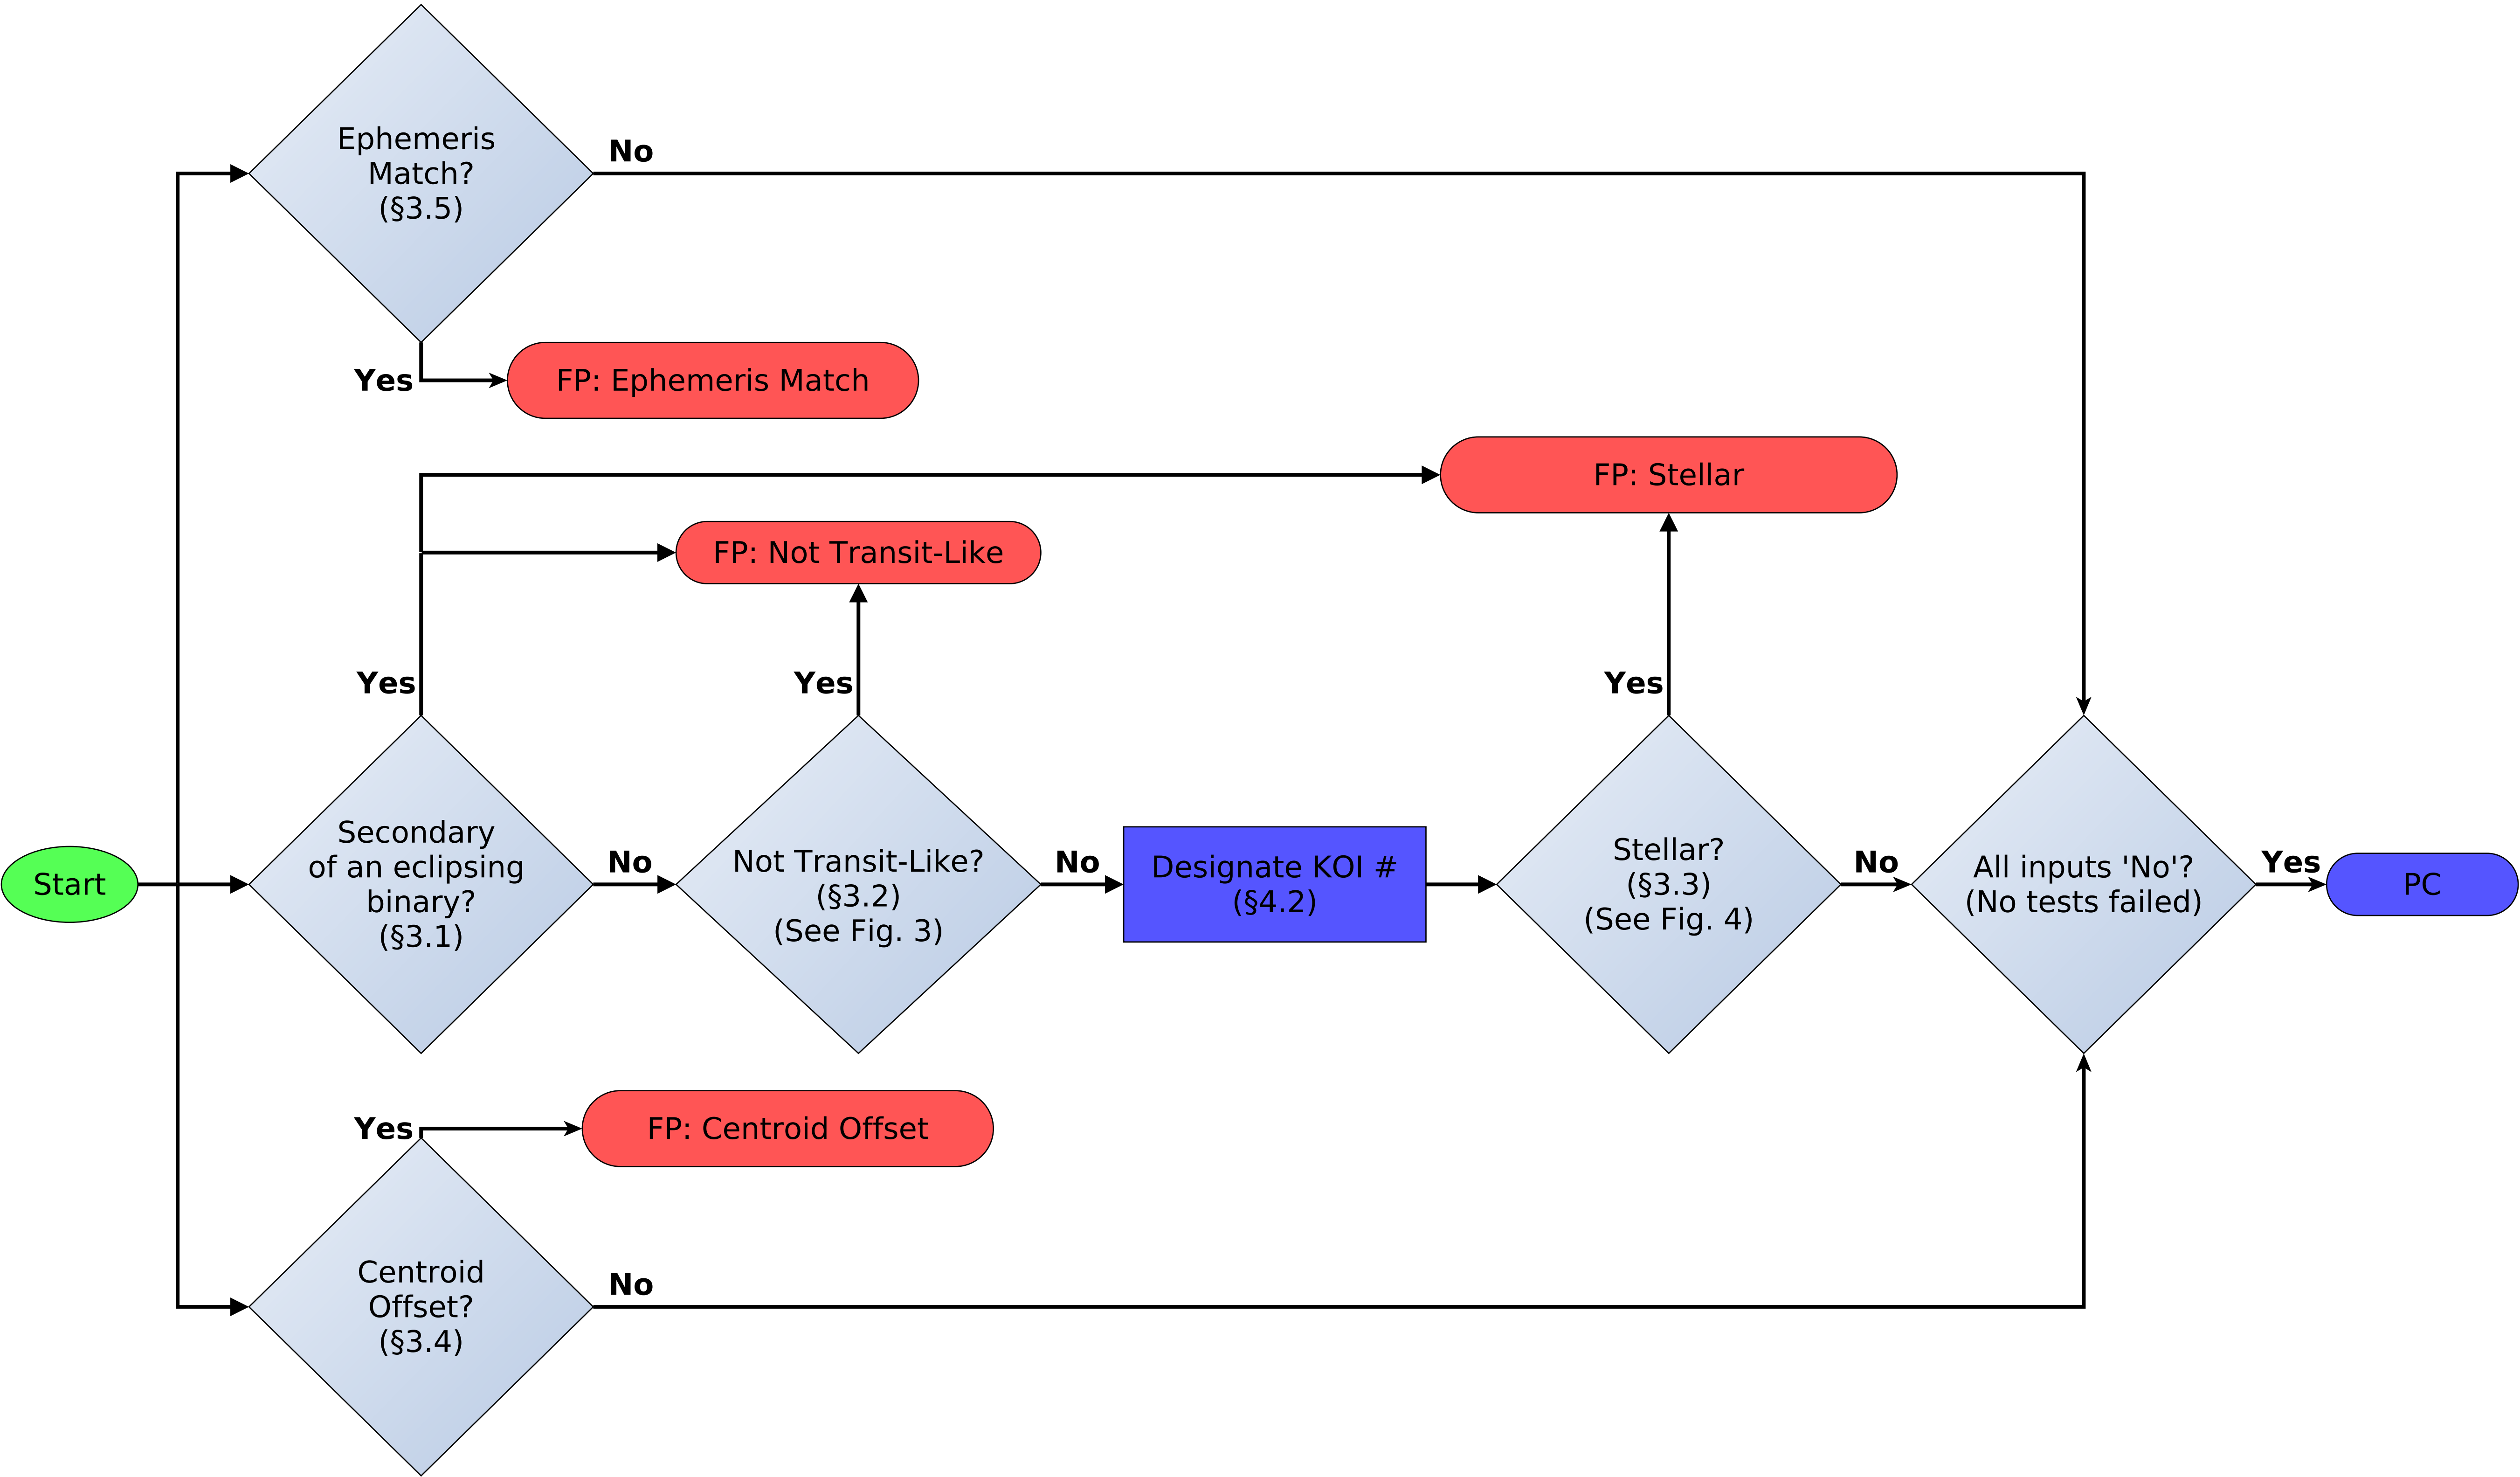 Ephemeris
Match?
(§3.5)
No
Yes
FP: Ephemeris Match
FP: Stellar
FP: Not Transit-Like
Yes
Yes
Yes
Start
Secondary
of an eclipsing
binary?
(§3.1)
No
Not Transit-Like?
(§3.2)
(See Fig. 3)
No
Designate KOI #
(§4.2)
Stellar?
(§3.3)
(See Fig. 4)
No
All inputs 'No'?
(No tests failed)
Yes
PC
Yes
FP: Centroid Offset
Centroid
Offset?
(§3.4)
No